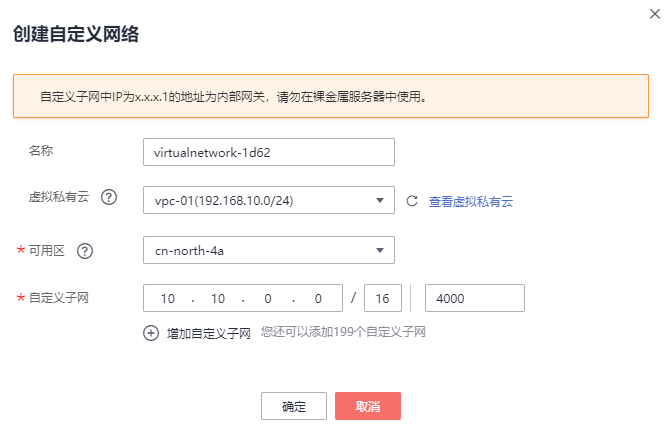 创建自定义网络
自定义子网中IP为x.x.x.1的地址为内部网关，请勿在裸金属服务器中使用。
名称 virtualnetwork-1d62
虚拟私有云 ? vpc-01(192.168.10.0/24) 查看虚拟私有云
* 可用区 ? cn-north-4a
* 自定义子网 10 . 10 . 0 . 0 / 16 4000
增加自定义子网 您还可以添加199个自定义子网
确定 取消